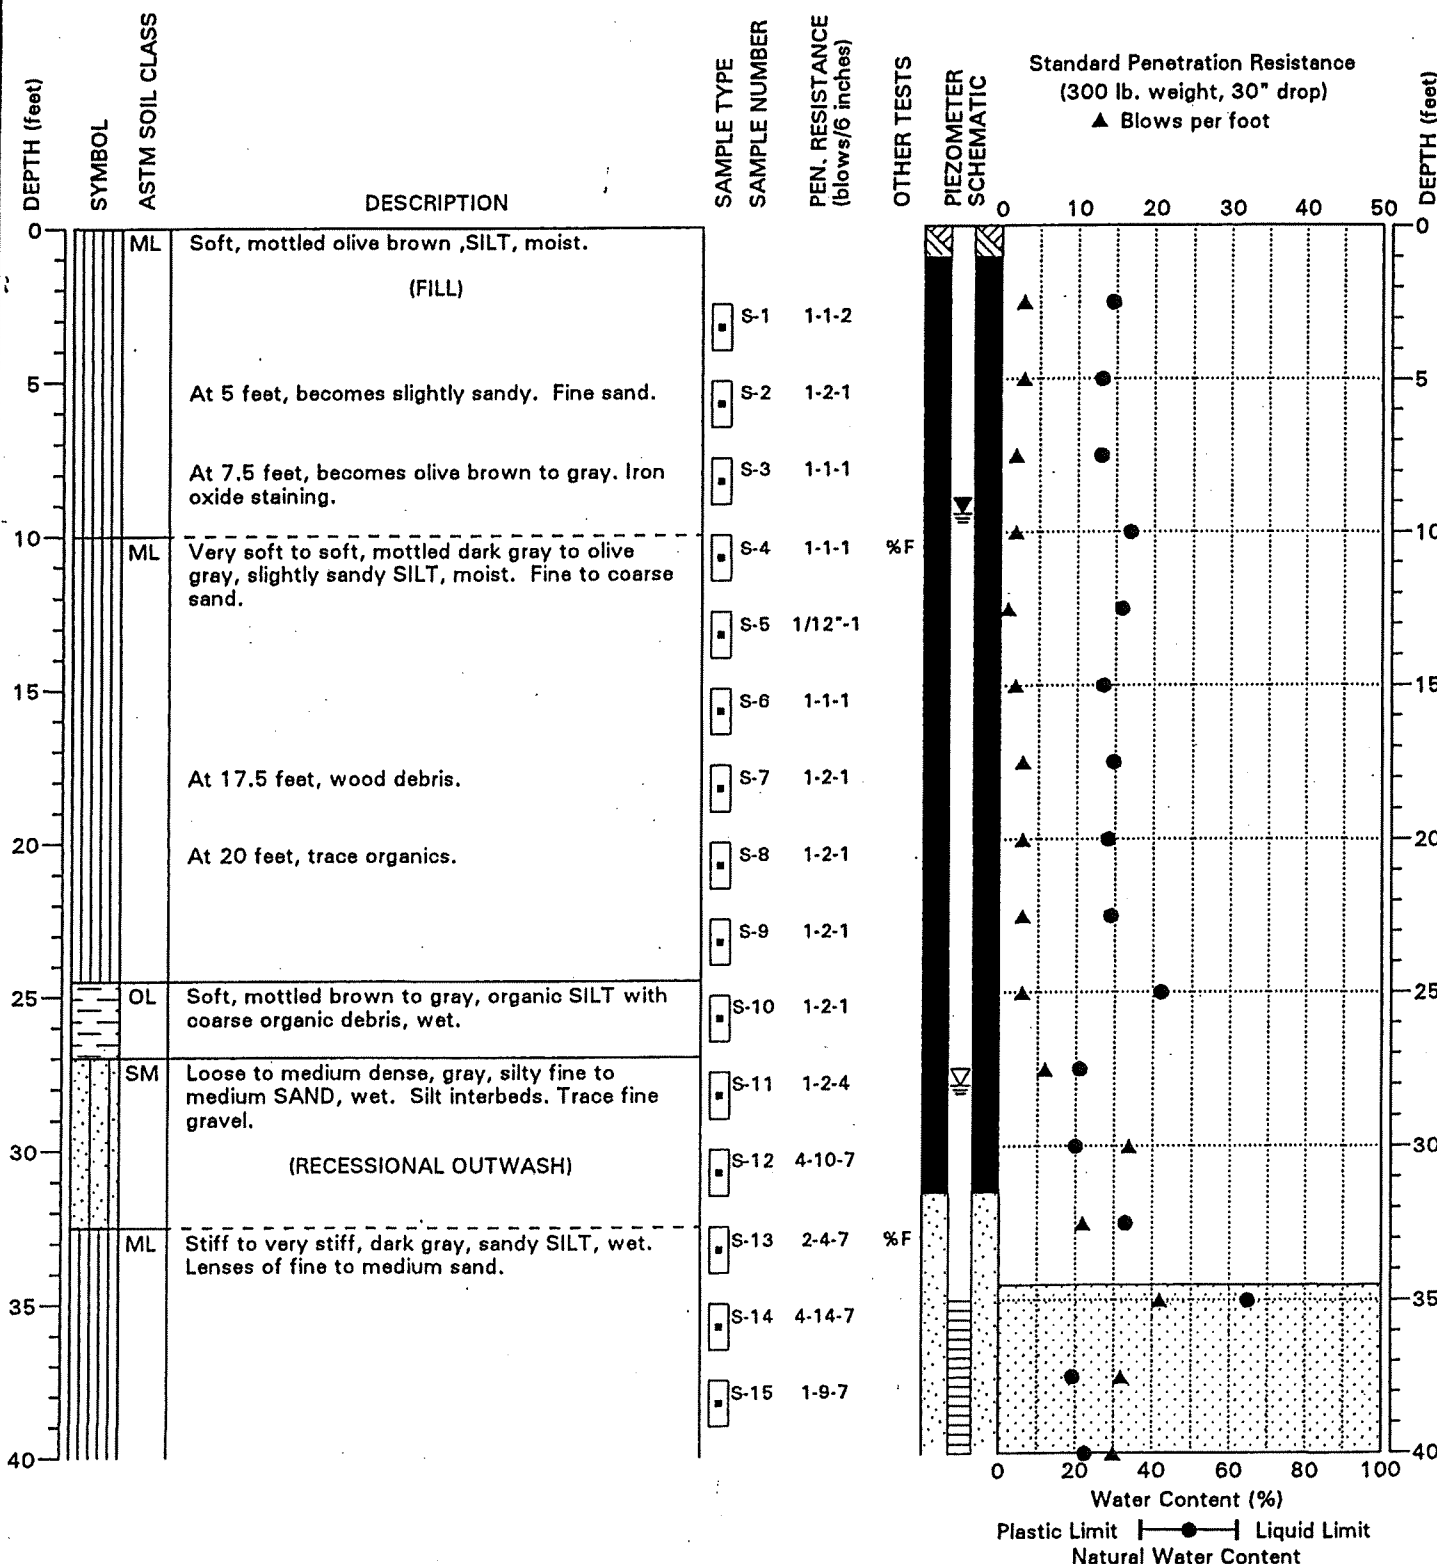 DEPTH (feet)
SYMBOL
ASTM SOIL CLASS
DESCRIPTION
SAMPLE TYPE
SAMPLE NUMBER
PEN. RESISTANCE
(blows/6 inches)
OTHER TESTS
PIEZOMETER
SCHEMATIC
Standard Penetration Resistance
(300 lb. weight, 30" drop)
▲ Blows per foot
DEPTH (feet)
0 10 20 30 40 50
0 ML Soft, mottled olive brown ,SILT, moist. 0
(FILL)
S-1 1-1-2
5 At 5 feet, becomes slightly sandy. Fine sand. S-2 1-2-1 5
At 7.5 feet, becomes olive brown to gray. Iron S-3 1-1-1
oxide staining.
10 ML Very soft to soft, mottled dark gray to olive S-4 1-1-1 %F 10
gray, slightly sandy SILT, moist. Fine to coarse
sand.
S-5 1/12"-1
15 S-6 1-1-1 15
At 17.5 feet, wood debris. S-7 1-2-1
20 At 20 feet, trace organics. S-8 1-2-1 20
S-9 1-2-1
25 OL Soft, mottled brown to gray, organic SILT with S-10 1-2-1 25
coarse organic debris, wet.
SM Loose to medium dense, gray, silty fine to S-11 1-2-4
medium SAND, wet. Silt interbeds. Trace fine
gravel.
30 (RECESSIONAL OUTWASH) S-12 4-10-7 30
ML Stiff to very stiff, dark gray, sandy SILT, wet. S-13 2-4-7 %F
Lenses of fine to medium sand.
35 S-14 4-14-7 35
S-15 1-9-7
40 40
0 20 40 60 80 100
Water Content (%)
Plastic Limit Liquid Limit
Natural Water Content